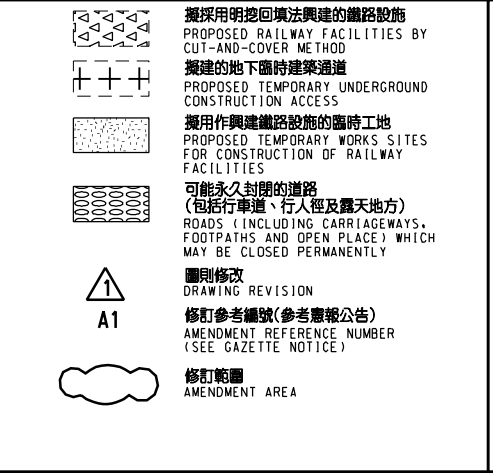 擬採用明挖回填法興建的鐵路設施
PROPOSED RAILWAY FACILITIES BY
CUT-AND-COVER METHOD
擬建的地下臨時建築通道
PROPOSED TEMPORARY UNDERGROUND
CONSTRUCTION ACCESS
擬用作興建鐵路設施的臨時工地
PROPOSED TEMPORARY WORKS SITES
FOR CONSTRUCTION OF RAILWAY
FACILITIES
可能永久封閉的道路
(包括行車道、行人徑及露天地方)
ROADS (INCLUDING CARRIAGEWAYS,
FOOTPATHS AND OPEN PLACE) WHICH
MAY BE CLOSED PERMANENTLY
1
圖則修改
DRAWING REVISION
A1
修訂參考編號(參考憲報公告)
AMENDMENT REFERENCE NUMBER
(SEE GAZETTE NOTICE)
修訂範圍
AMENDMENT AREA